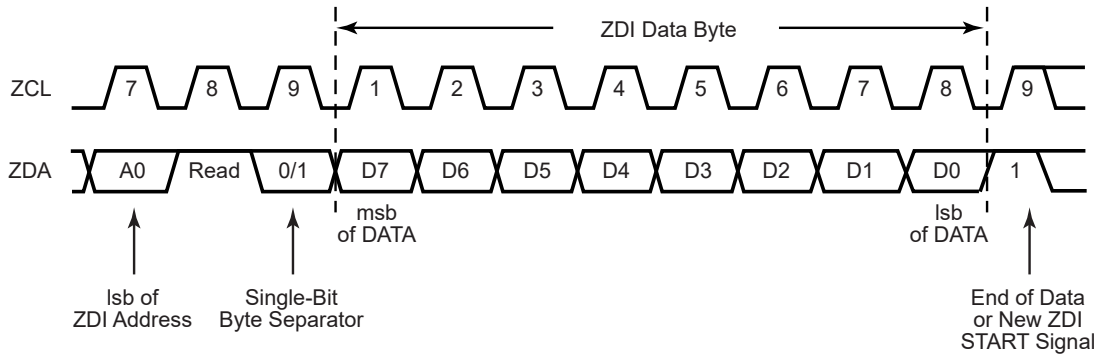 ZDI Data Byte
ZCL 7 8 9 1 2 3 4 5 6 7 8 9
ZDA A0 Read 0/1 D7 D6 D5 D4 D3 D2 D1 D0 1
msb
of DATA
lsb
of DATA
lsb of
ZDI Address
Single-Bit
Byte Separator
End of Data
or New ZDI
START Signal